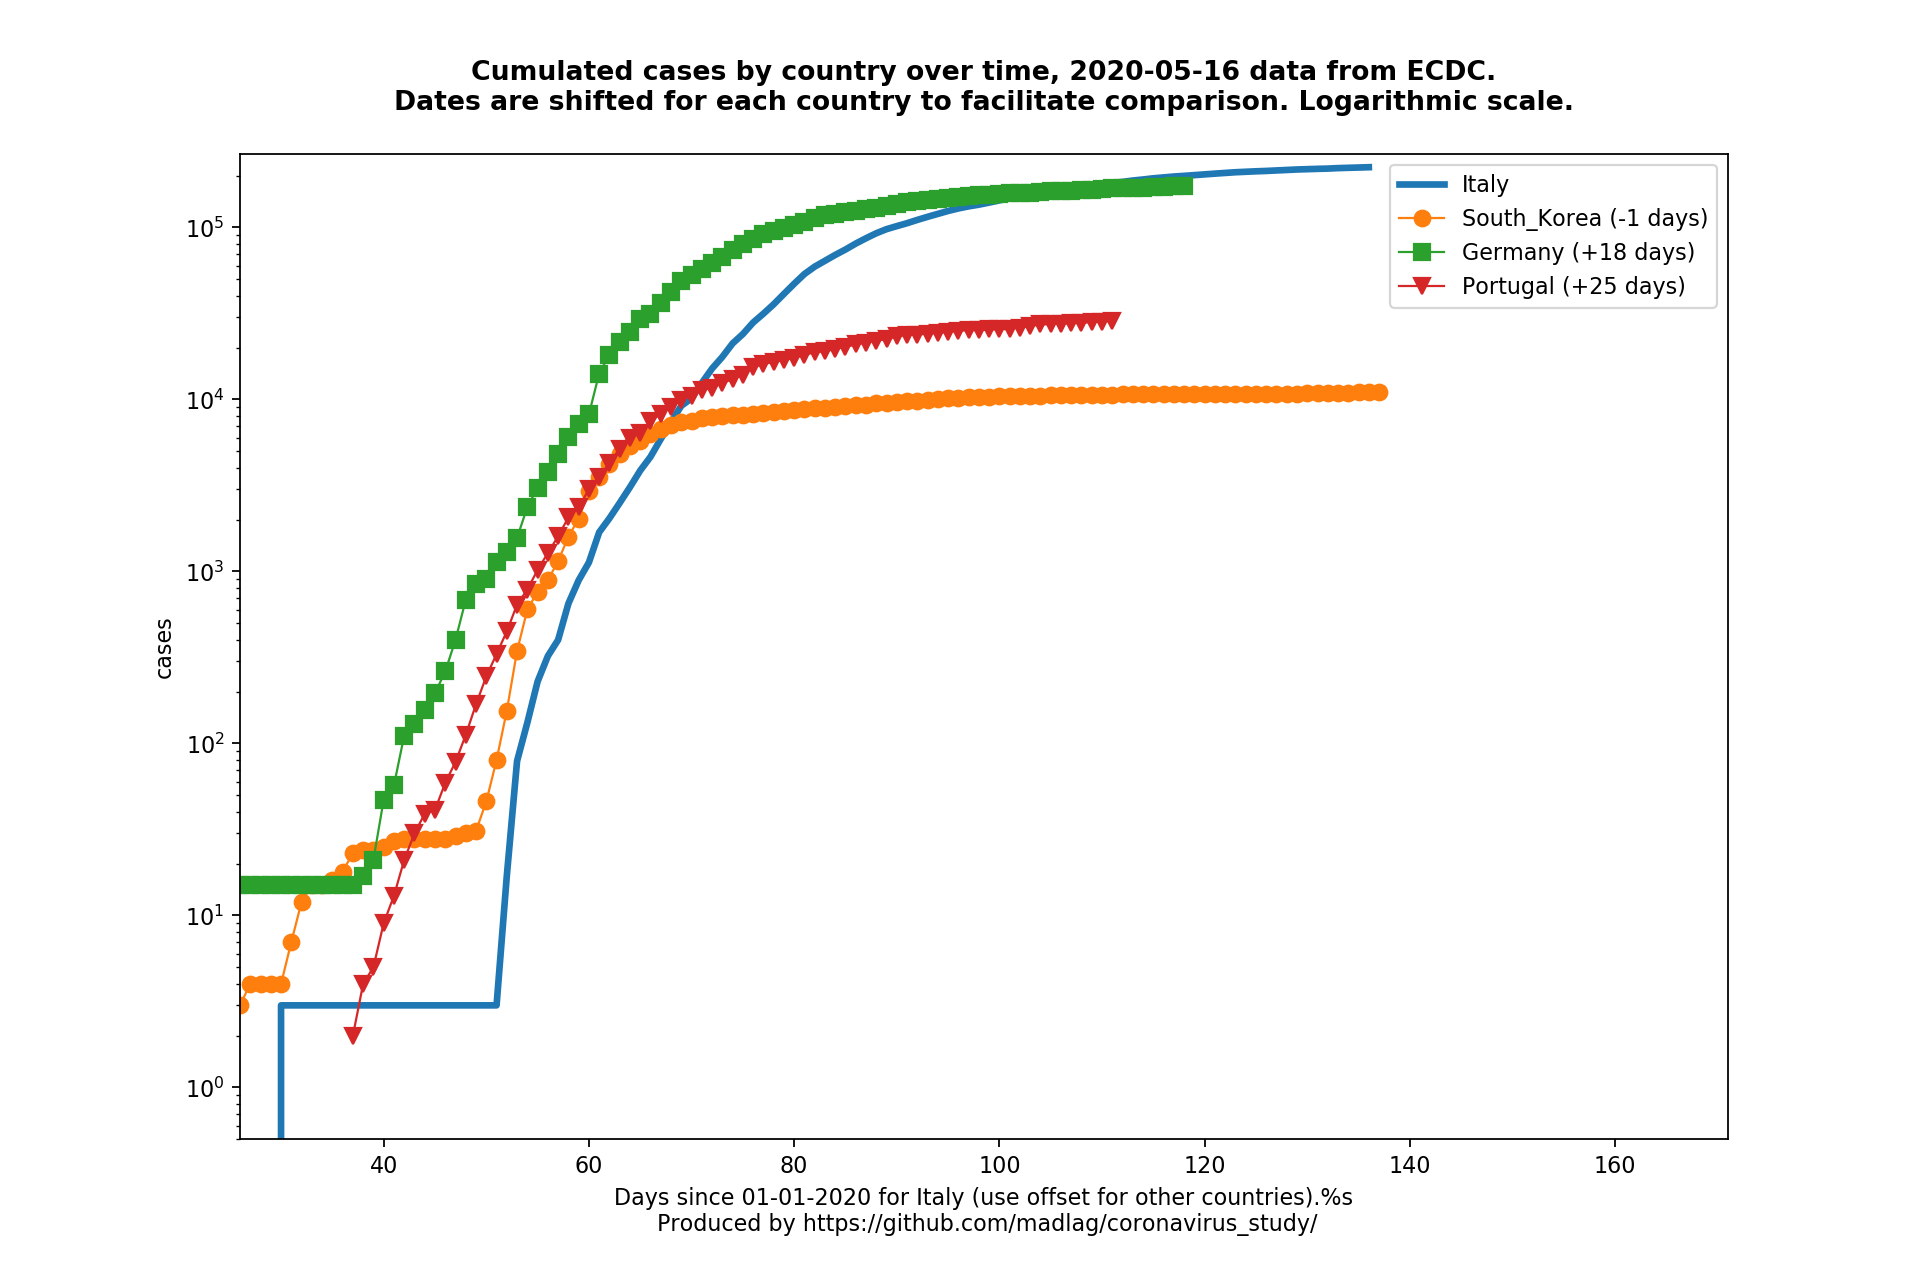 Cumulated cases by country over time, 2020-05-16 data from ECDC.
Dates are shifted for each country to facilitate comparison. Logarithmic scale.
Italy
South_Korea (-1 days)
Germany (+18 days)
Portugal (+25 days)
cases
10^5
10^4
10^3
10^2
10^1
10^0
40 60 80 100 120 140 160
Days since 01-01-2020 for Italy (use offset for other countries).%s
Produced by https://github.com/madlag/coronavirus_study/